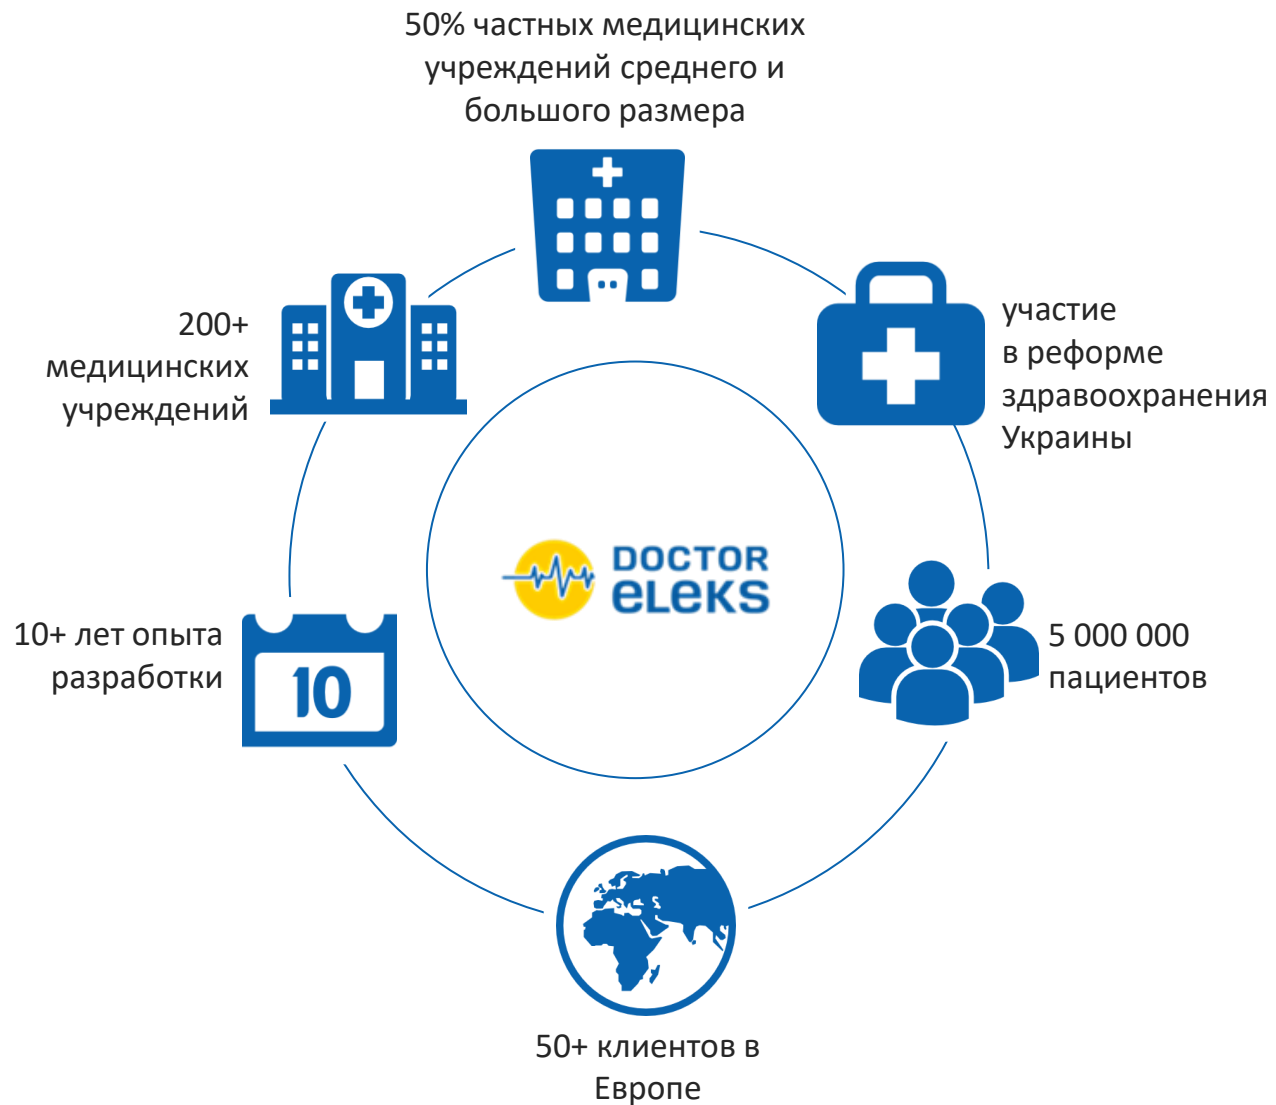 50% частных медицинских
учреждений среднего и
большого размера
200+
медицинских
учреждений
участие
в реформе
здравоохранения
Украины
DOCTOR
eLeKS
10+ лет опыта
разработки
10
5 000 000
пациентов
50+ клиентов в
Европе